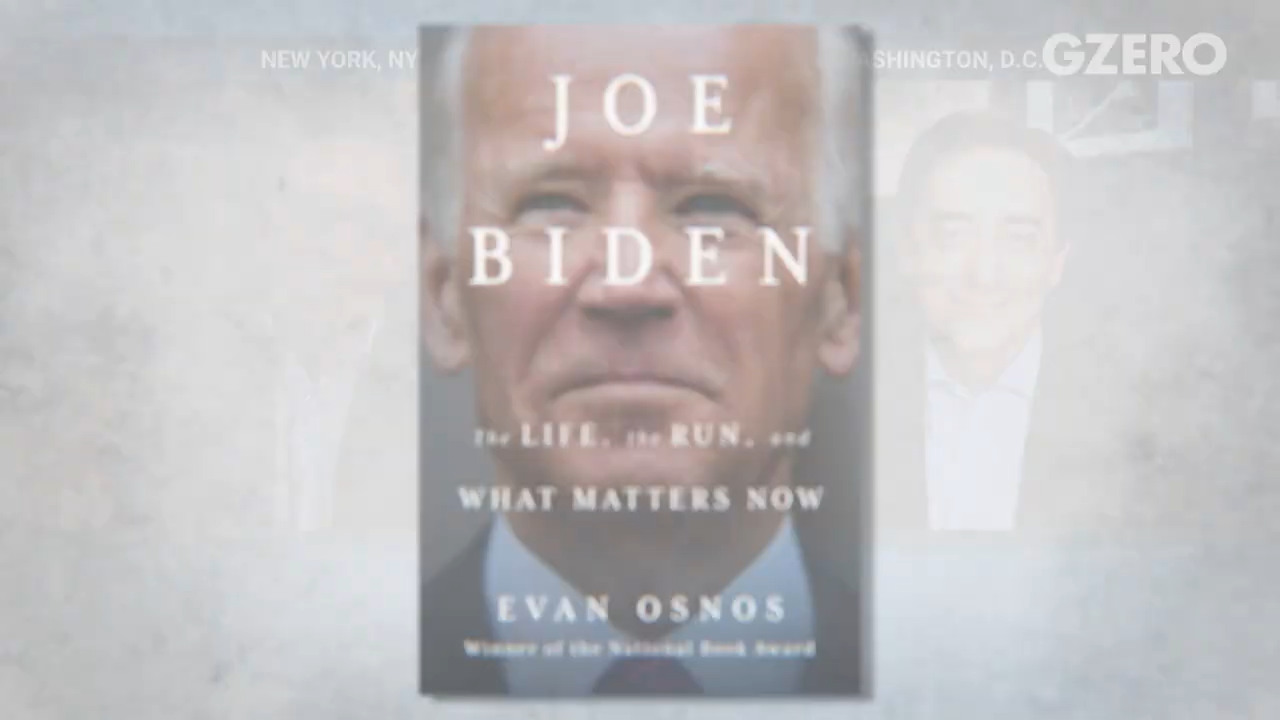 NEW YORK, NY
ASHINGTON, D.C.
GZERO
JOE
BIDEN
The LIFE, the RUN, and
WHAT MATTERS NOW
EVAN OSNOS
Winner of the National Book Award